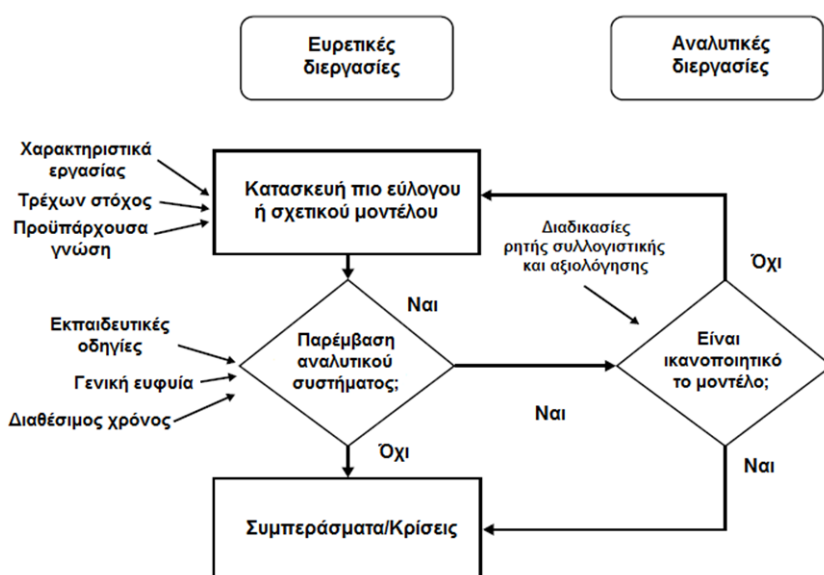 Ευρετικές
διεργασίες
Αναλυτικές
διεργασίες
Χαρακτηριστικά
εργασίας
Τρέχων στόχος
Προϋπάρχουσα
γνώση
Κατασκευή πιο εύλογου
ή σχετικού μοντέλου
Διαδικασίες
ρητής συλλογιστικής
και αξιολόγησης
Όχι
Ναι
Εκπαιδευτικές
οδηγίες
Γενική ευφυία
Διαθέσιμος χρόνος
Παρέμβαση
αναλυτικού
συστήματος;
Είναι
ικανοποιητικό
το μοντέλο;
Ναι
Όχι
Ναι
Συμπεράσματα/Κρίσεις